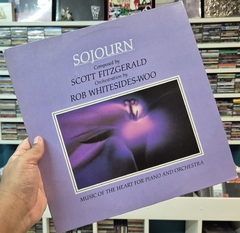 SOJOURN
Composed by
SCOTT FITZGERALD
Orchestration by
ROB WHITESIDES-WOO
MUSIC OF THE HEART FOR PIANO AND ORCHESTRA